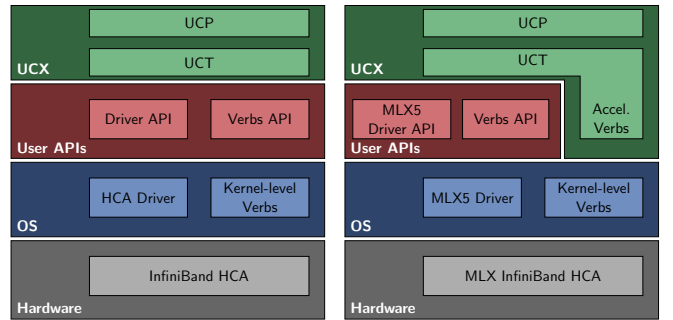 UCP
UCT
UCX
Driver API
Verbs API
User APIs
HCA Driver
Kernel-level
Verbs
OS
InfiniBand HCA
Hardware
UCP
UCT
UCX
Accel.
Verbs
MLX5
Driver API
Verbs API
User APIs
MLX5 Driver
Kernel-level
Verbs
OS
MLX InfiniBand HCA
Hardware